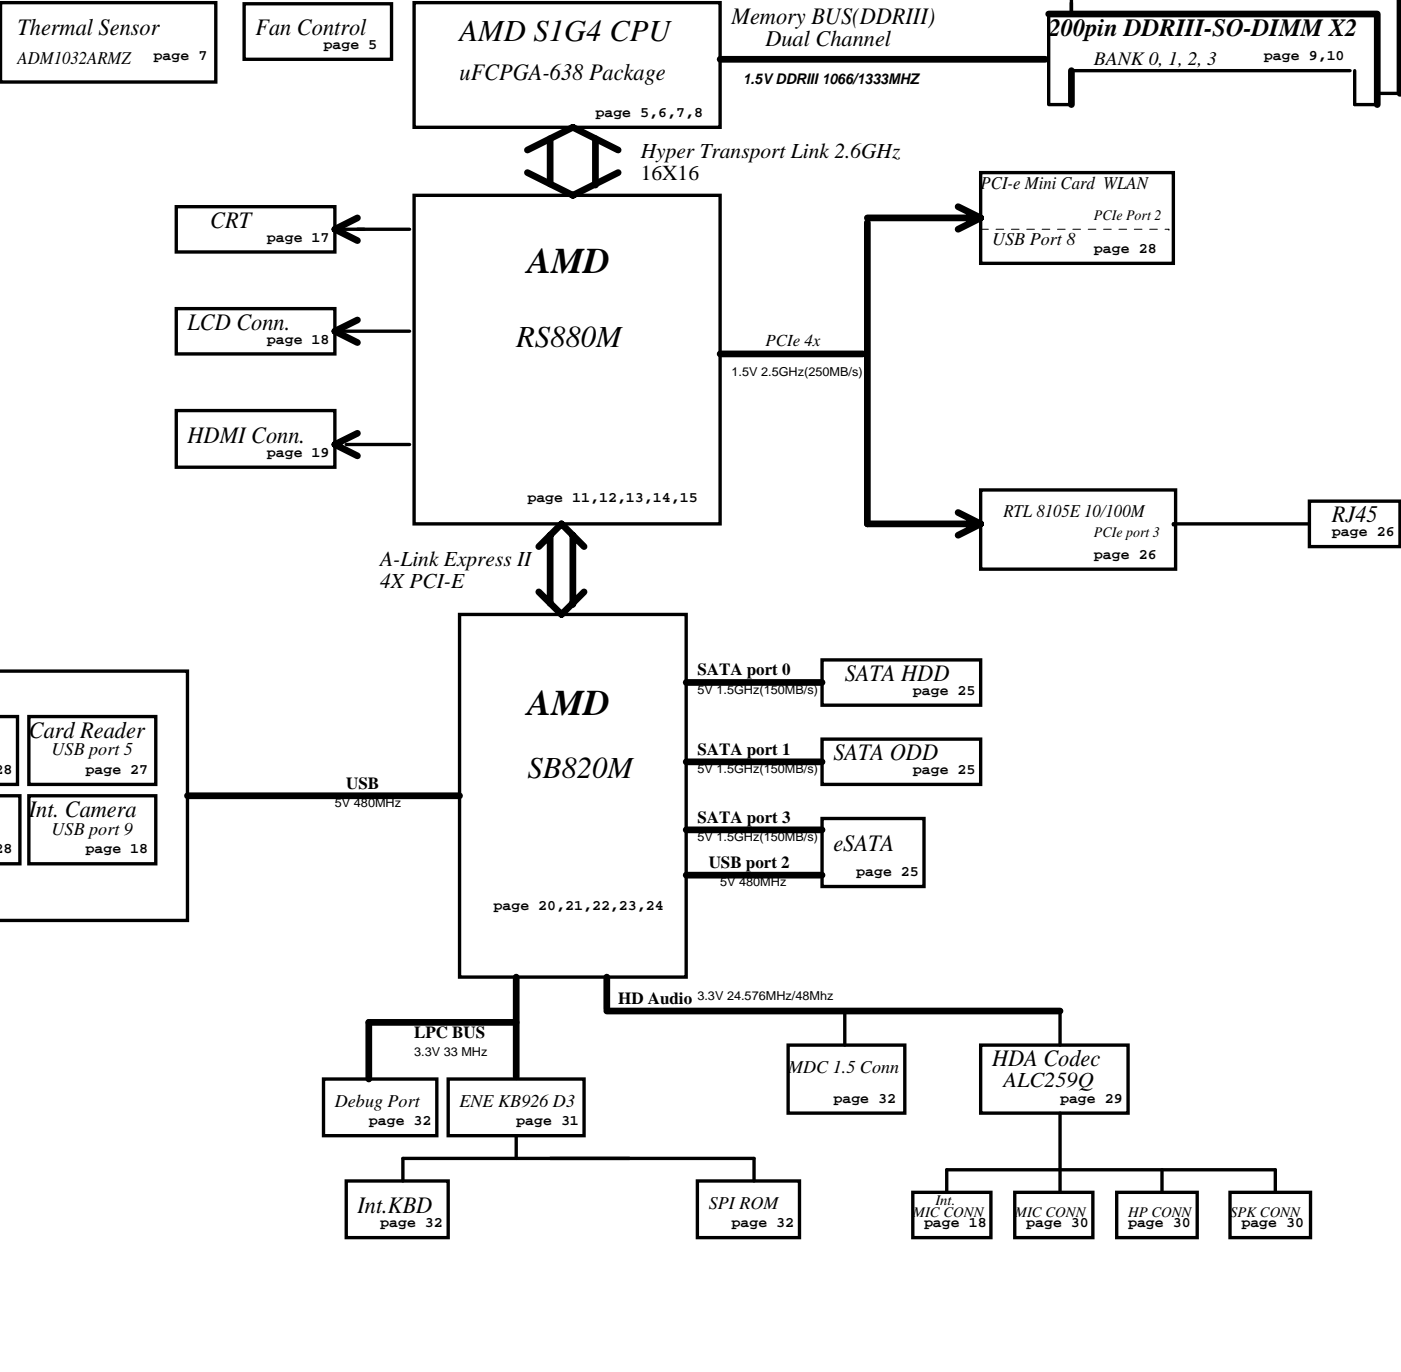 Thermal Sensor
ADM1032ARMZ page 7
Fan Control
page 5
AMD S1G4 CPU
uFCPGA-638 Package
page 5,6,7,8
Memory BUS(DDRIII)
Dual Channel
1.5V DDRIII 1066/1333MHZ
200pin DDRIII-SO-DIMM X2
BANK 0, 1, 2, 3 page 9,10
Hyper Transport Link 2.6GHz
16X16
CRT
page 17
LCD Conn.
page 18
HDMI Conn.
page 19
AMD
RS880M
page 11,12,13,14,15
PCIe 4x
1.5V 2.5GHz(250MB/s)
PCI-e Mini Card WLAN
PCIe Port 2
USB Port 8 page 28
RTL 8105E 10/100M
PCIe port 3
page 26
RJ45
page 26
A-Link Express II
4X PCI-E
AMD
SB820M
page 20,21,22,23,24
28
Card Reader
USB port 5
page 27
28
Int. Camera
USB port 9
page 18
USB
5V 480MHz
SATA port 0
5V 1.5GHz(150MB/s)
SATA HDD
page 25
SATA port 1
5V 1.5GHz(150MB/s)
SATA ODD
page 25
SATA port 3
5V 1.5GHz(150MB/s)
USB port 2
5V 480MHz
eSATA
page 25
HD Audio 3.3V 24.576MHz/48Mhz
LPC BUS
3.3V 33 MHz
Debug Port
page 32
ENE KB926 D3
page 31
MDC 1.5 Conn
page 32
HDA Codec
ALC259Q
page 29
Int.KBD
page 32
SPI ROM
page 32
Int.
MIC CONN
page 18
MIC CONN
page 30
HP CONN
page 30
SPK CONN
page 30